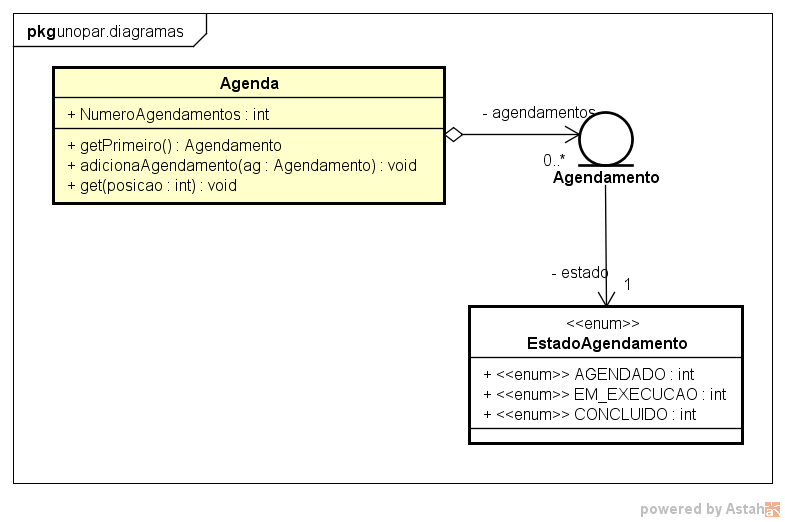 pkg unopar.diagramas
Agenda
+ NumeroAgendamentos : int
+ getPrimeiro() : Agendamento
+ adicionaAgendamento(ag : Agendamento) : void
+ get(posicao : int) : void
- agendamentos
0..*
Agendamento
- estado
1
<<enum>>
EstadoAgendamento
+ <<enum>> AGENDADO : int
+ <<enum>> EM_EXECUCAO : int
+ <<enum>> CONCLUIDO : int
powered by Astah